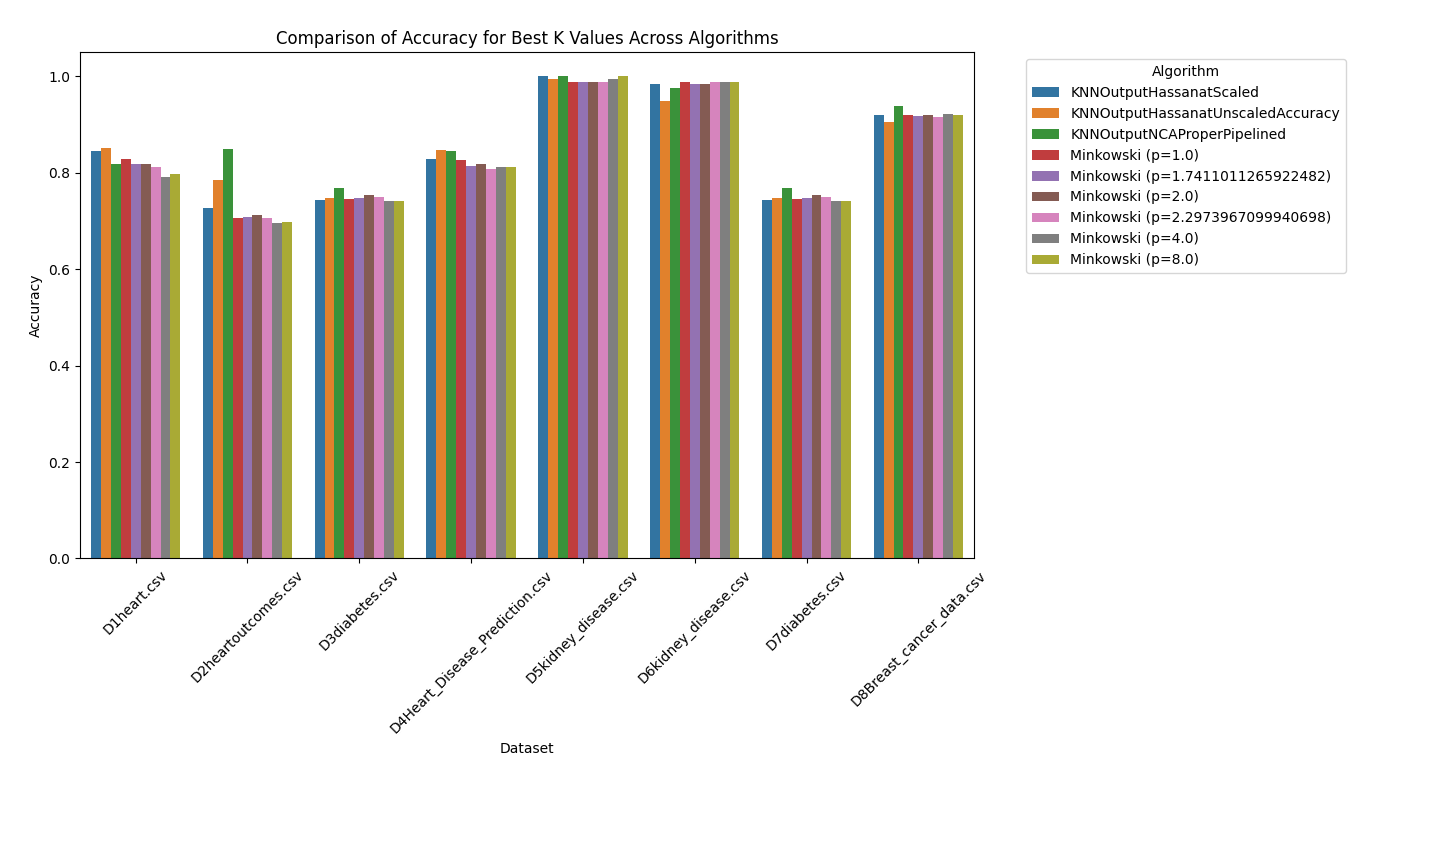 Comparison of Accuracy for Best K Values Across Algorithms
Accuracy
1.0
0.8
0.6
0.4
0.2
0.0
D1heart.csv
D2heartoutcomes.csv
D3diabetes.csv
D4Heart_Disease_Prediction.csv
D5kidney_disease.csv
D6kidney_disease.csv
D7diabetes.csv
D8Breast_cancer_data.csv
Dataset
Algorithm
KNNOutputHassanatScaled
KNNOutputHassanatUnscaledAccuracy
KNNOutputNCAProperPipelined
Minkowski (p=1.0)
Minkowski (p=1.7411011265922482)
Minkowski (p=2.0)
Minkowski (p=2.2973967099940698)
Minkowski (p=4.0)
Minkowski (p=8.0)